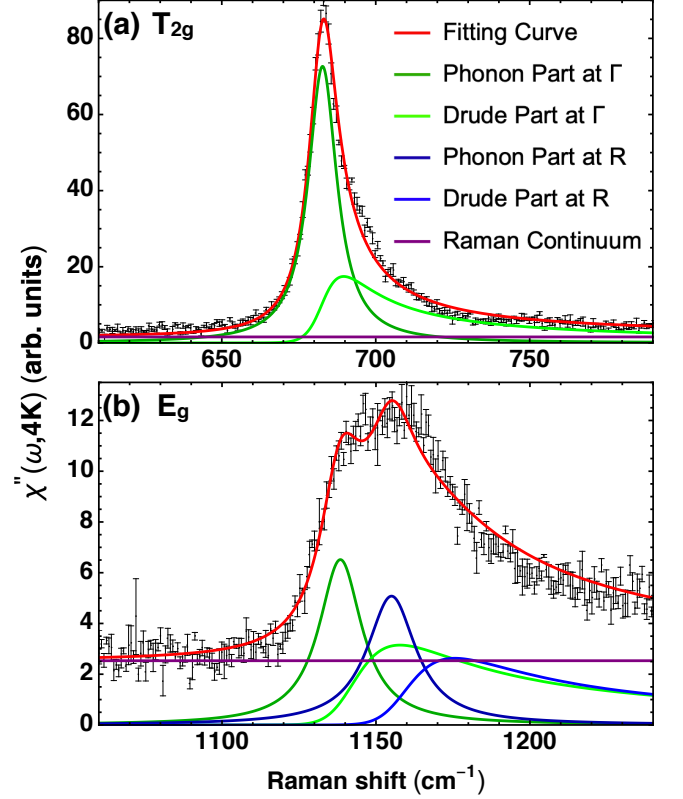 (a) T2g
Fitting Curve
Phonon Part at Γ
Drude Part at Γ
Phonon Part at R
Drude Part at R
Raman Continuum
80
60
40
20
0
650 700 750
χ''(ω,4K) (arb. units)
(b) Eg
12
10
8
6
4
2
0
1100 1150 1200
Raman shift (cm⁻¹)